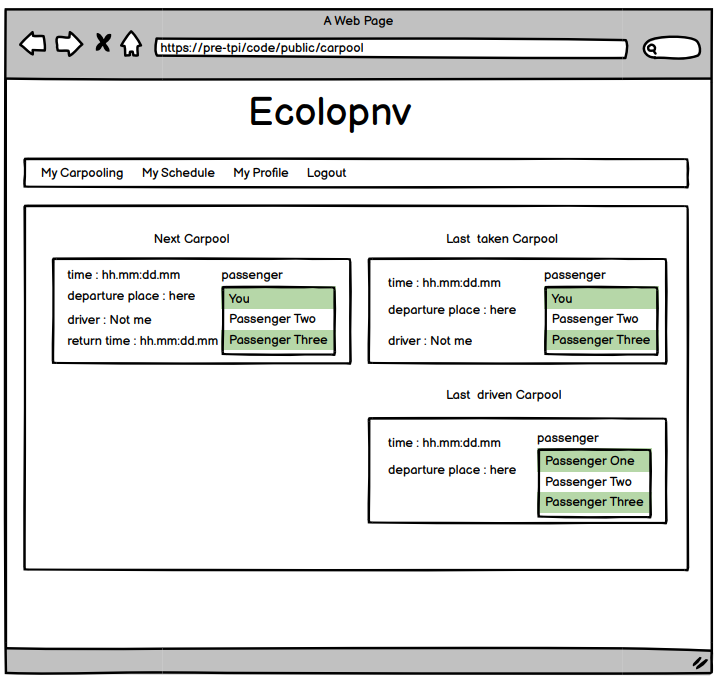 A Web Page
https://pre-tpi/code/public/carpool
Ecolopnv
My Carpooling My Schedule My Profile Logout
Next Carpool
time : hh.mm:dd.mm
departure place : here
driver : Not me
return time : hh.mm:dd.mm
passenger
You
Passenger Two
Passenger Three
Last taken Carpool
time : hh.mm:dd.mm
departure place : here
driver : Not me
passenger
You
Passenger Two
Passenger Three
Last driven Carpool
time : hh.mm:dd.mm
departure place : here
passenger
Passenger One
Passenger Two
Passenger Three